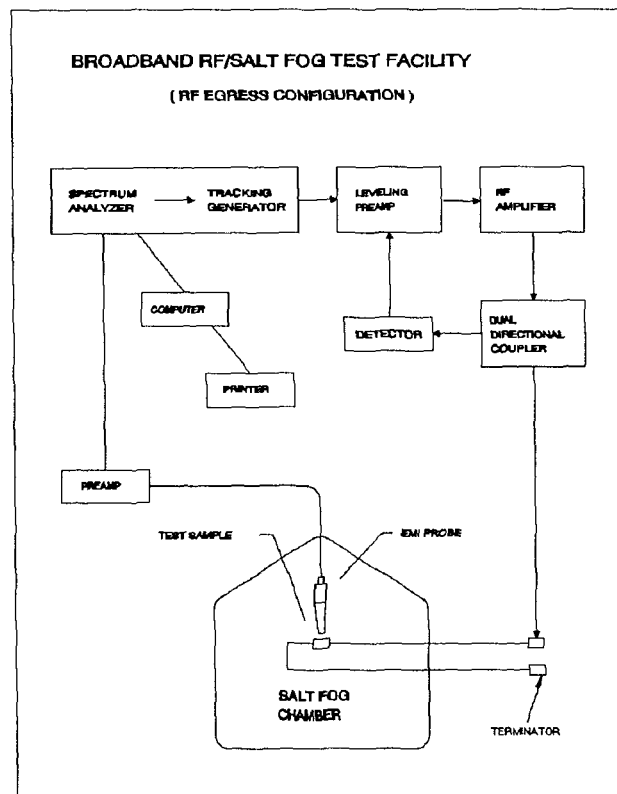 BROADBAND RF/SALT FOG TEST FACILITY
( RF EGRESS CONFIGURATION )
SPECTRUM
ANALYZER
TRACKING
GENERATOR
LEVELING
PREAMP
RF
AMPLIFIER
COMPUTER
PRINTER
DETECTOR
DUAL
DIRECTIONAL
COUPLER
PREAMP
TEST SAMPLE
EMI PROBE
SALT FOG
CHAMBER
TERMINATOR